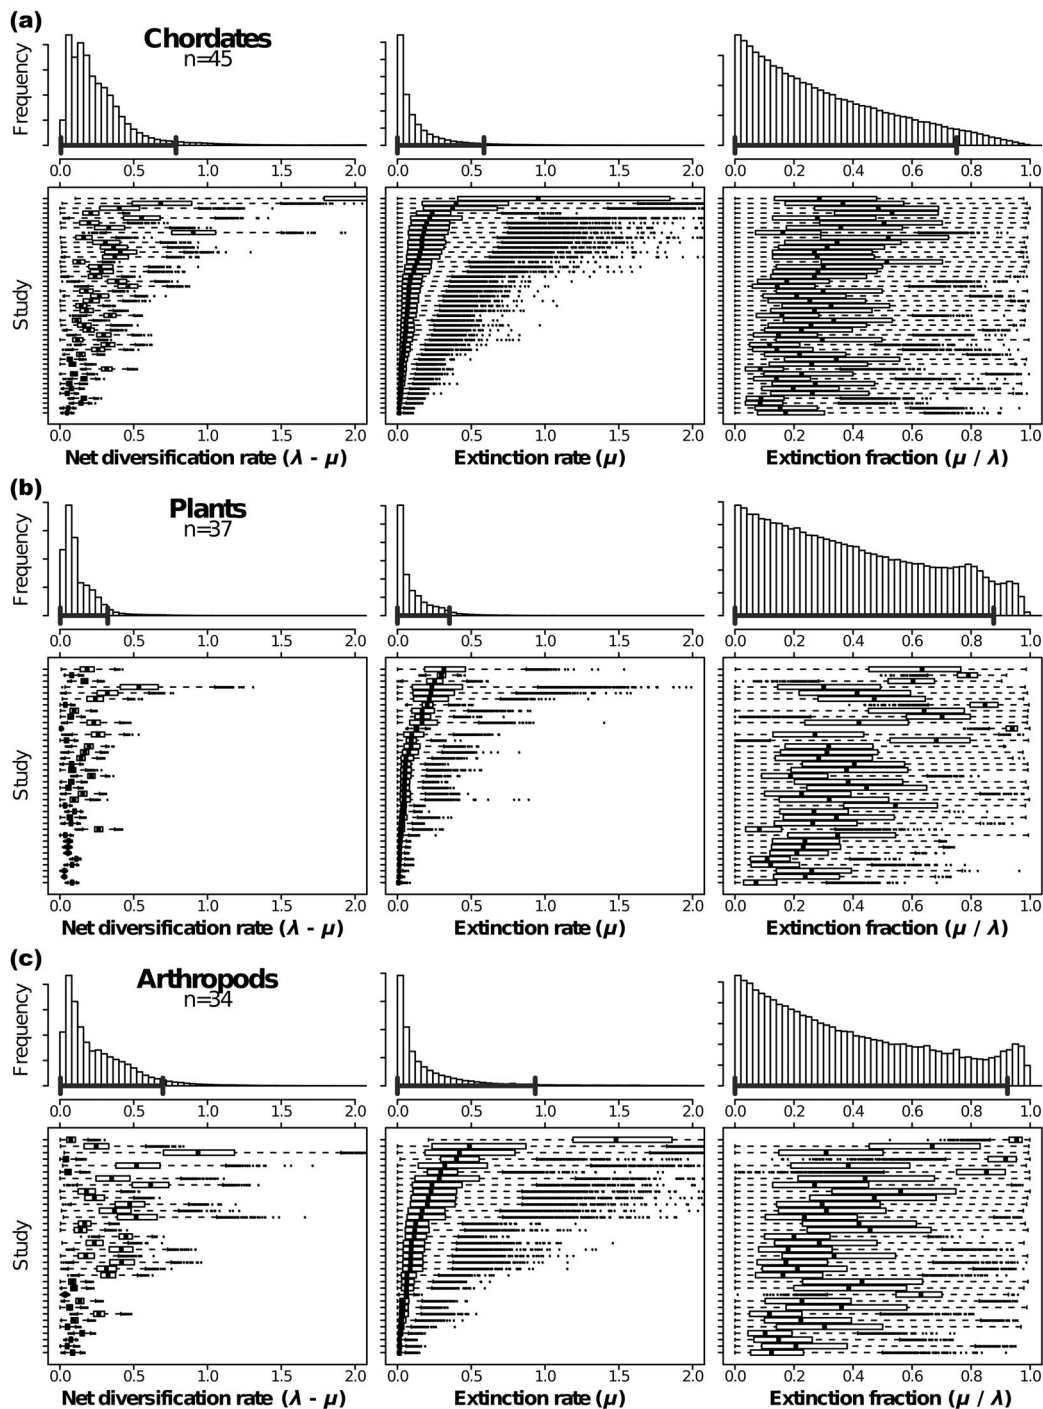 (a)
Chordates
n=45
Frequency
0.0 0.5 1.0 1.5 2.0
0.0 0.5 1.0 1.5 2.0
0.0 0.2 0.4 0.6 0.8 1.0
Study
0.0 0.5 1.0 1.5 2.0
0.0 0.5 1.0 1.5 2.0
0.0 0.2 0.4 0.6 0.8 1.0
Net diversification rate (λ - μ)
Extinction rate (μ)
Extinction fraction (μ / λ)
(b)
Plants
n=37
Frequency
0.0 0.5 1.0 1.5 2.0
0.0 0.5 1.0 1.5 2.0
0.0 0.2 0.4 0.6 0.8 1.0
Study
0.0 0.5 1.0 1.5 2.0
0.0 0.5 1.0 1.5 2.0
0.0 0.2 0.4 0.6 0.8 1.0
Net diversification rate (λ - μ)
Extinction rate (μ)
Extinction fraction (μ / λ)
(c)
Arthropods
n=34
Frequency
0.0 0.5 1.0 1.5 2.0
0.0 0.5 1.0 1.5 2.0
0.0 0.2 0.4 0.6 0.8 1.0
Study
0.0 0.5 1.0 1.5 2.0
0.0 0.5 1.0 1.5 2.0
0.0 0.2 0.4 0.6 0.8 1.0
Net diversification rate (λ - μ)
Extinction rate (μ)
Extinction fraction (μ / λ)